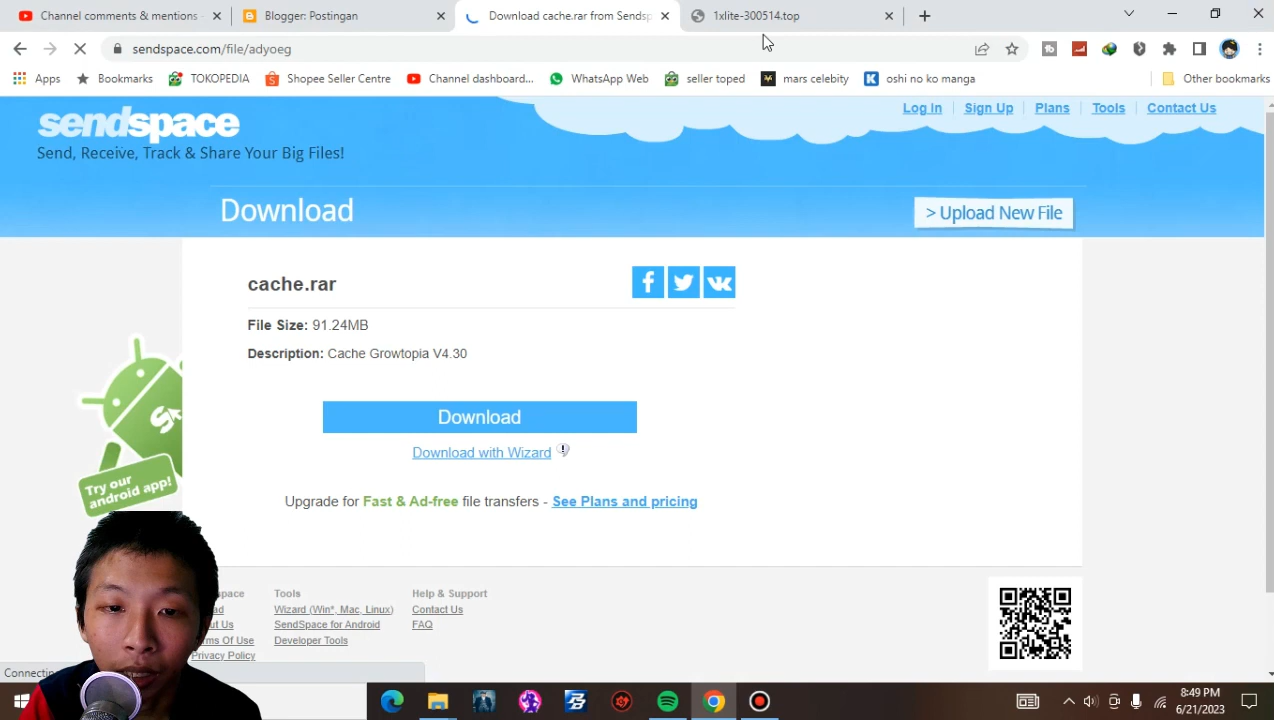 Channel comments & mentions -
Blogger: Postingan
Download cache.rar from Sendsp
1xlite-300514.top
sendspace.com/file/adyoeg
Apps
Bookmarks
TOKOPEDIA
Shopee Seller Centre
Channel dashboard...
WhatsApp Web
seller toped
mars celebity
oshi no ko manga
Other bookmarks
sendspace
Send, Receive, Track & Share Your Big Files!
Log In
Sign Up
Plans
Tools
Contact Us
Download
> Upload New File
cache.rar
File Size: 91.24MB
Description: Cache Growtopia V4.30
Download
Download with Wizard
Upgrade for Fast & Ad-free file transfers - See Plans and pricing
Try our
android app!
Tools
Wizard (Win*, Mac, Linux)
SendSpace for Android
Developer Tools
Help & Support
Contact Us
FAQ
Privacy Policy
Connecting
8:49 PM
6/21/2023